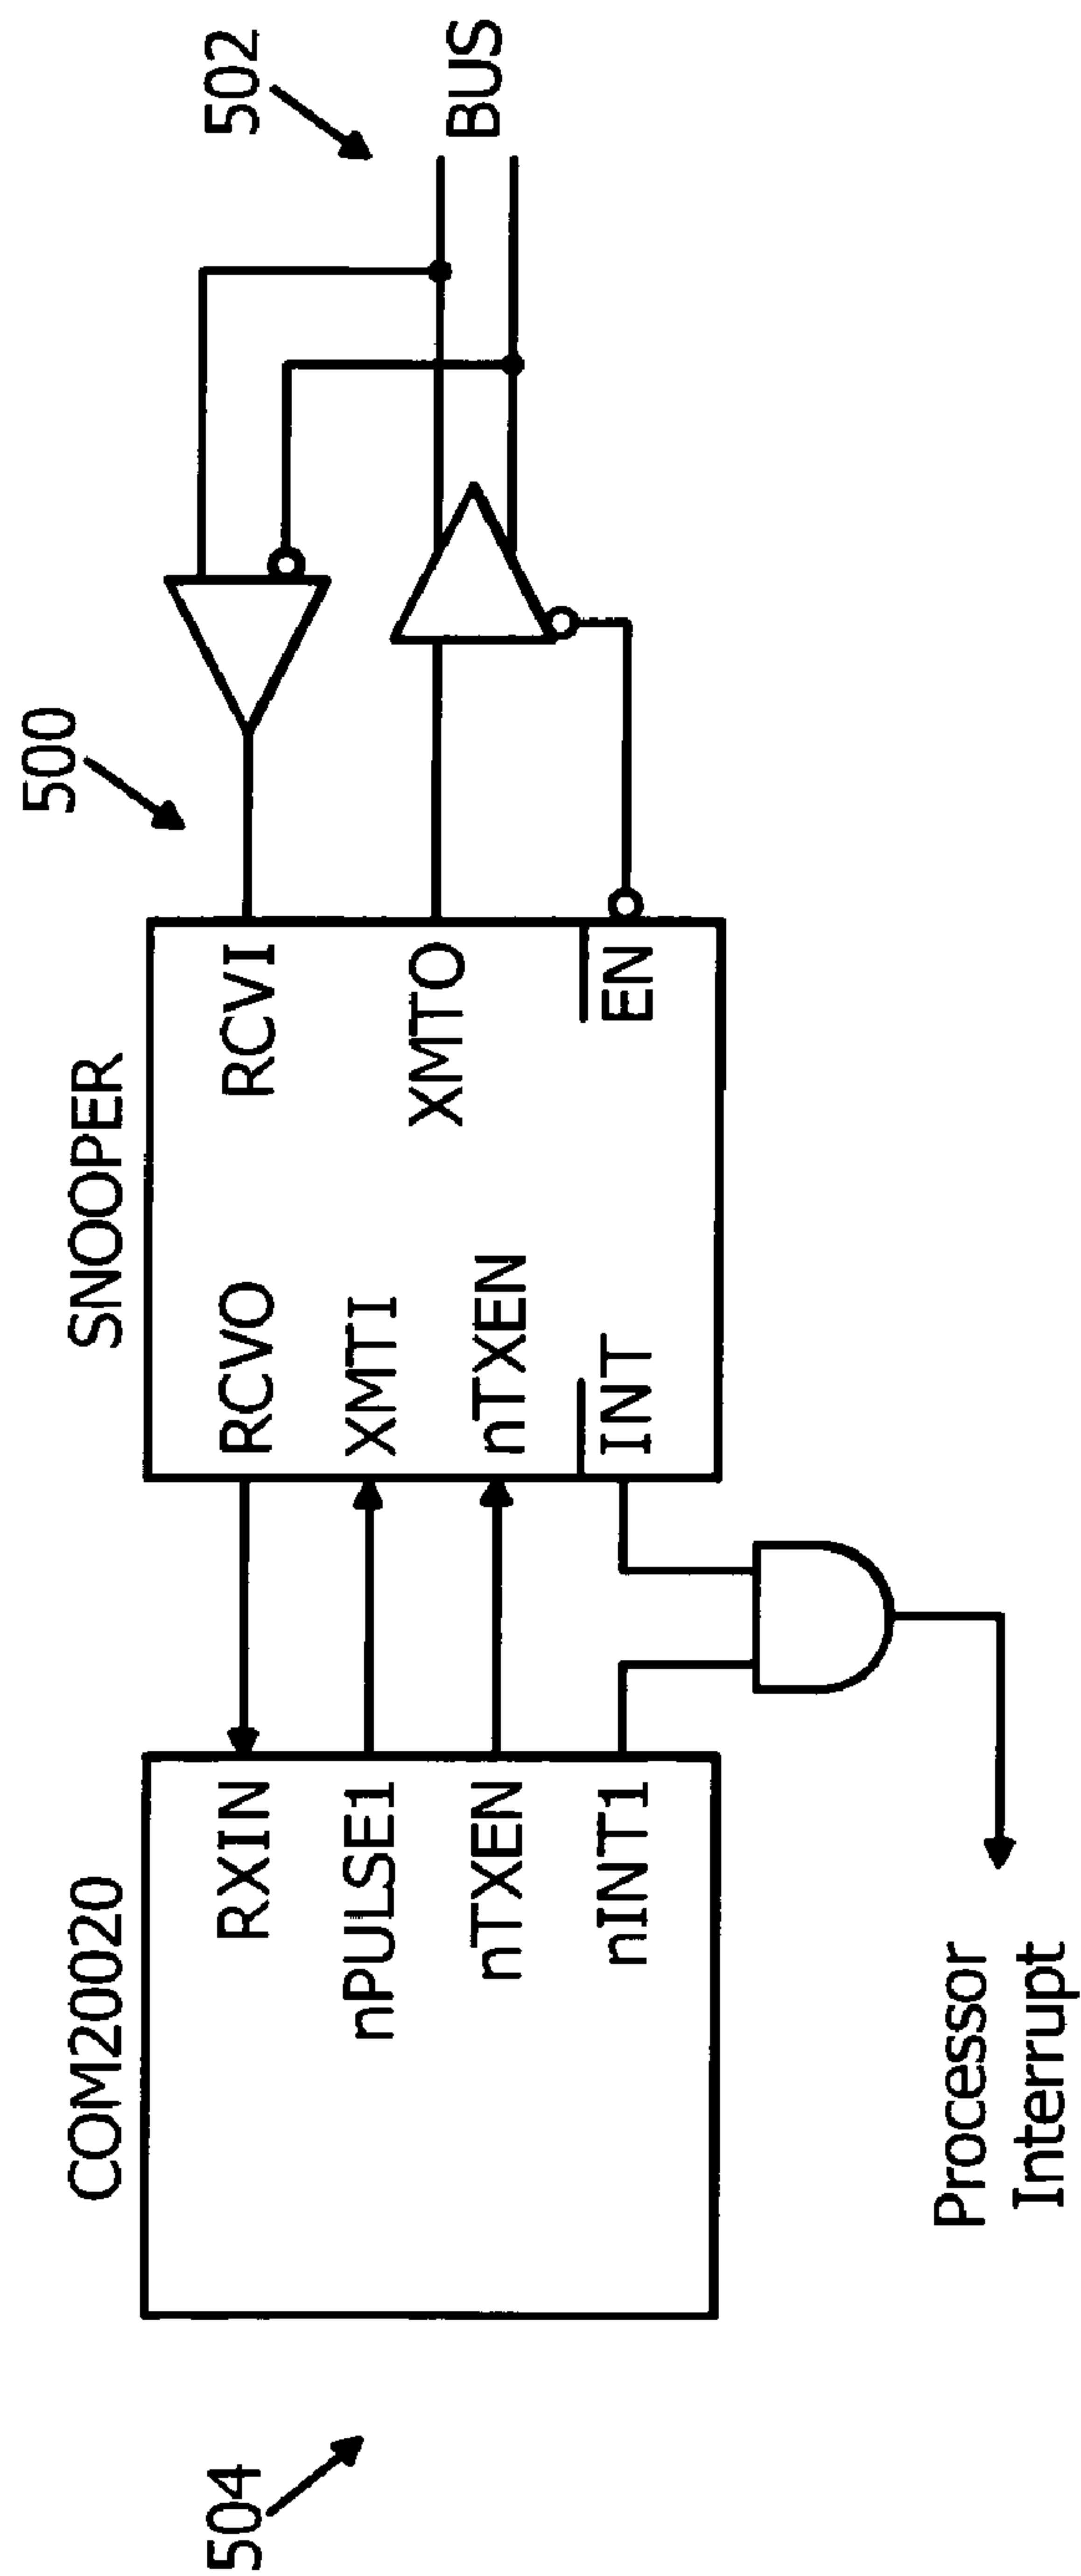 504
500
502
COM20020
SNOOPER
RXIN
RCVO
RCVI
BUS
nPULSE1
XMTI
XMTO
nTXEN
nTXEN
nINT1
INT
EN
Processor
Interrupt